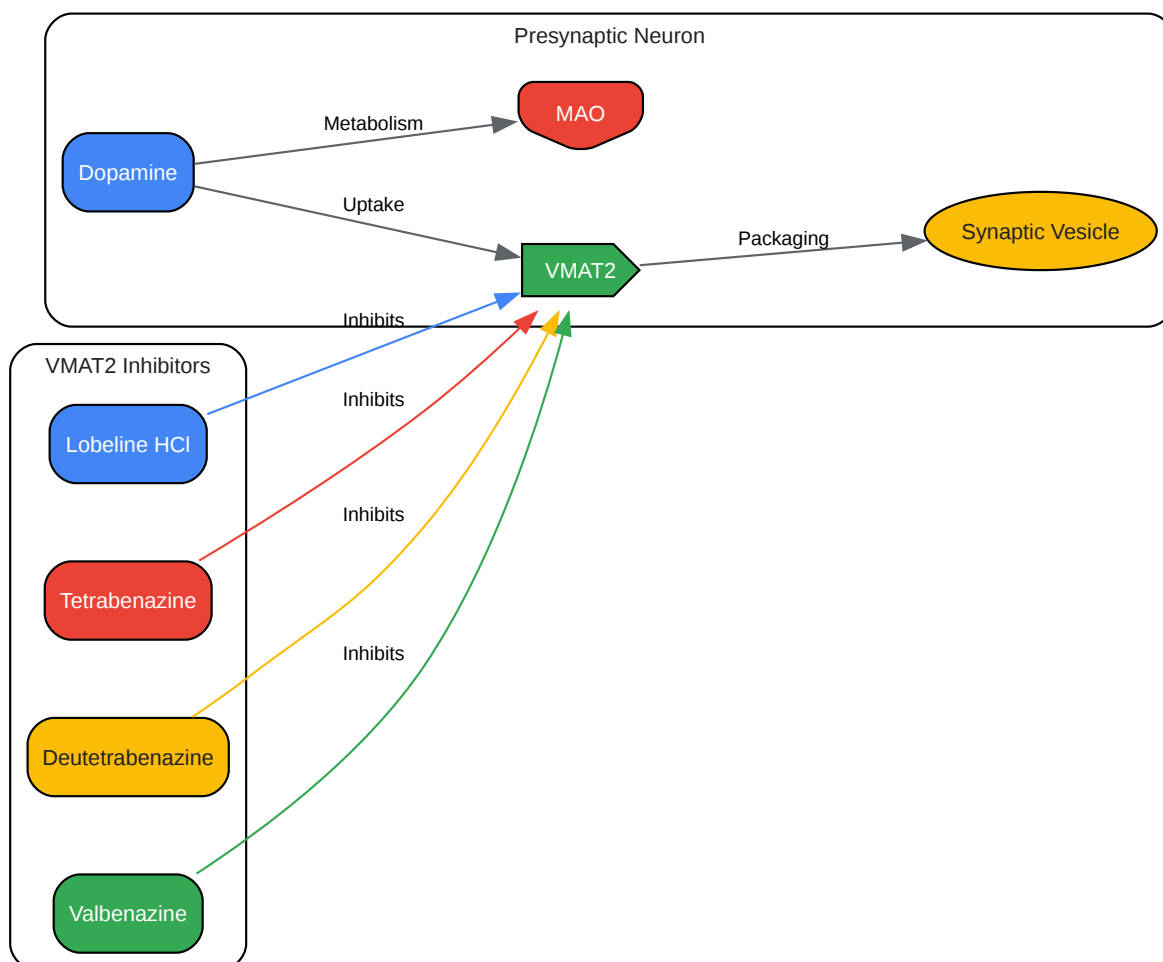 Presynaptic Neuron
MAO
Metabolism
Dopamine
Uptake
Packaging
Synaptic Vesicle
VMAT2
Inhibits
VMAT2 Inhibitors
Inhibits
Lobeline HCl
Inhibits
Tetrabenazine
Inhibits
Deutetrabenazine
Valbenazine